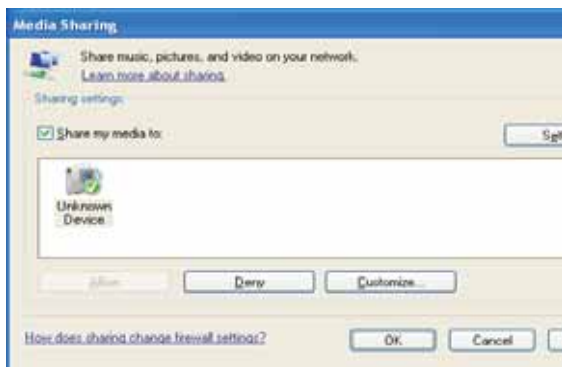 Media Sharing
Share music, pictures, and video on your network.
Learn more about sharing.
Sharing settings
Share my media to:
Unknown
Device
Allow
Deny
Customize...
How does sharing change firewall settings?
OK
Cancel